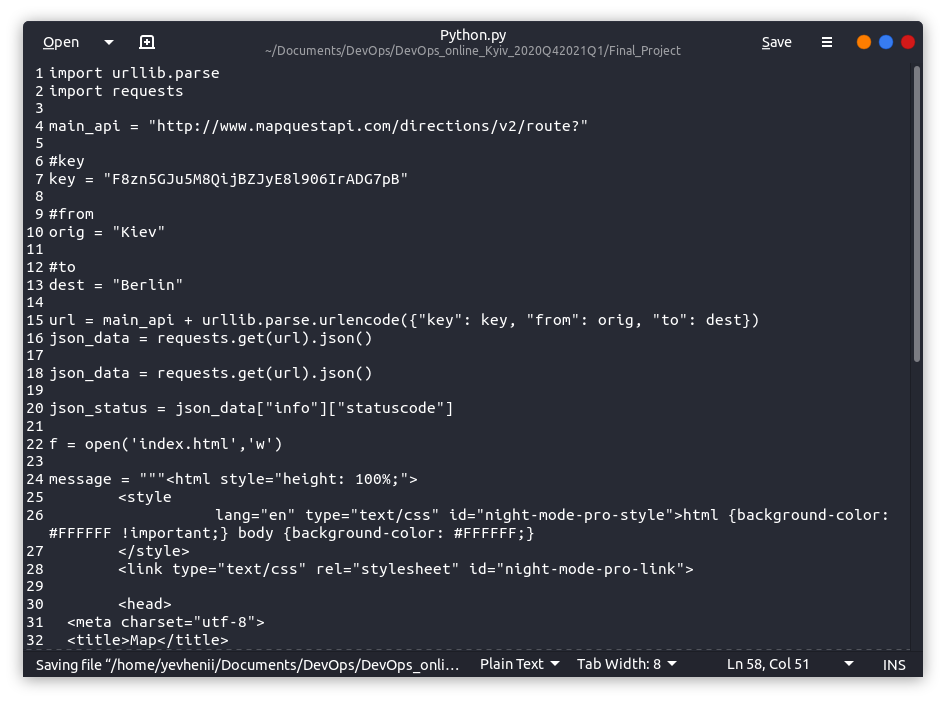 Open
Python.py
~/Documents/DevOps/DevOps_online_Kyiv_2020Q42021Q1/Final_Project
Save
1 import urllib.parse
2 import requests
3
4 main_api = "http://www.mapquestapi.com/directions/v2/route?"
5
6 #key
7 key = "F8zn5GJu5M8QijBZJyE8l906IrADG7pB"
8
9 #from
10 orig = "Kiev"
11
12 #to
13 dest = "Berlin"
14
15 url = main_api + urllib.parse.urlencode({"key": key, "from": orig, "to": dest})
16 json_data = requests.get(url).json()
17
18 json_data = requests.get(url).json()
19
20 json_status = json_data["info"]["statuscode"]
21
22 f = open('index.html','w')
23
24 message = """<html style="height: 100%;">
25         <style
26                    lang="en" type="text/css" id="night-mode-pro-style">html {background-color:
#FFFFFF !important;} body {background-color: #FFFFFF;}
27         </style>
28         <link type="text/css" rel="stylesheet" id="night-mode-pro-link">
29
30         <head>
31   <meta charset="utf-8">
32   <title>Map</title>
Saving file “/home/yevhenii/Documents/DevOps/DevOps_onli… Plain Text Tab Width: 8 Ln 58, Col 51 INS